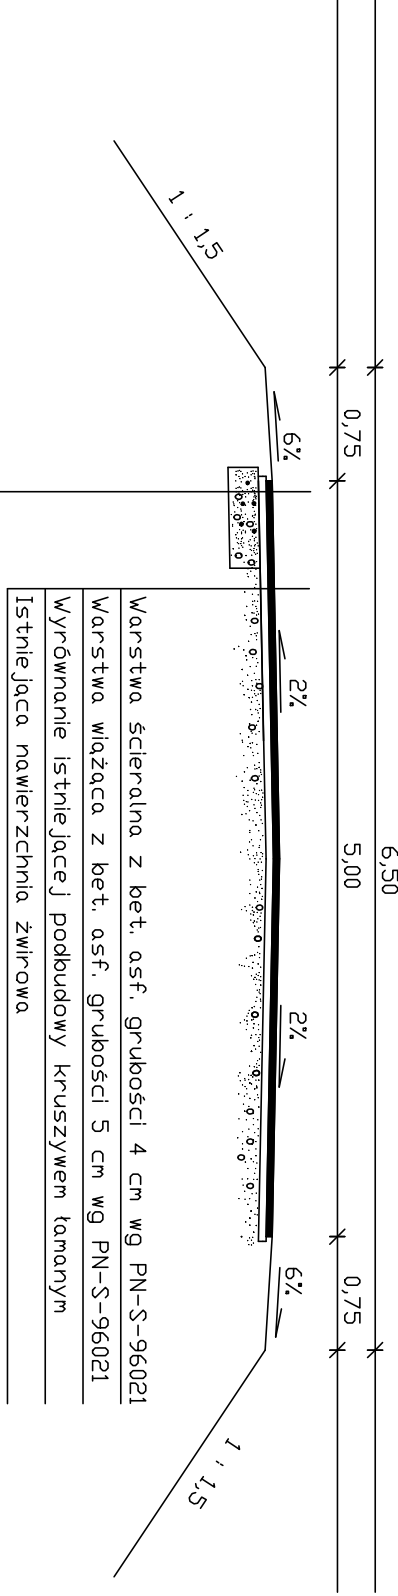 6,50
0,75
5,00
0,75
6%
2%
2%
6%
1 : 1,5
1 : 1,5
Warstwa ścieralna z bet. asf. grubości 4 cm wg PN-S-96021
Warstwa wiążąca z bet. asf. grubości 5 cm wg PN-S-96021
Wyrównanie istniejącej podbudowy kruszywem łamanym
Istniejąca nawierzchnia żwirowa